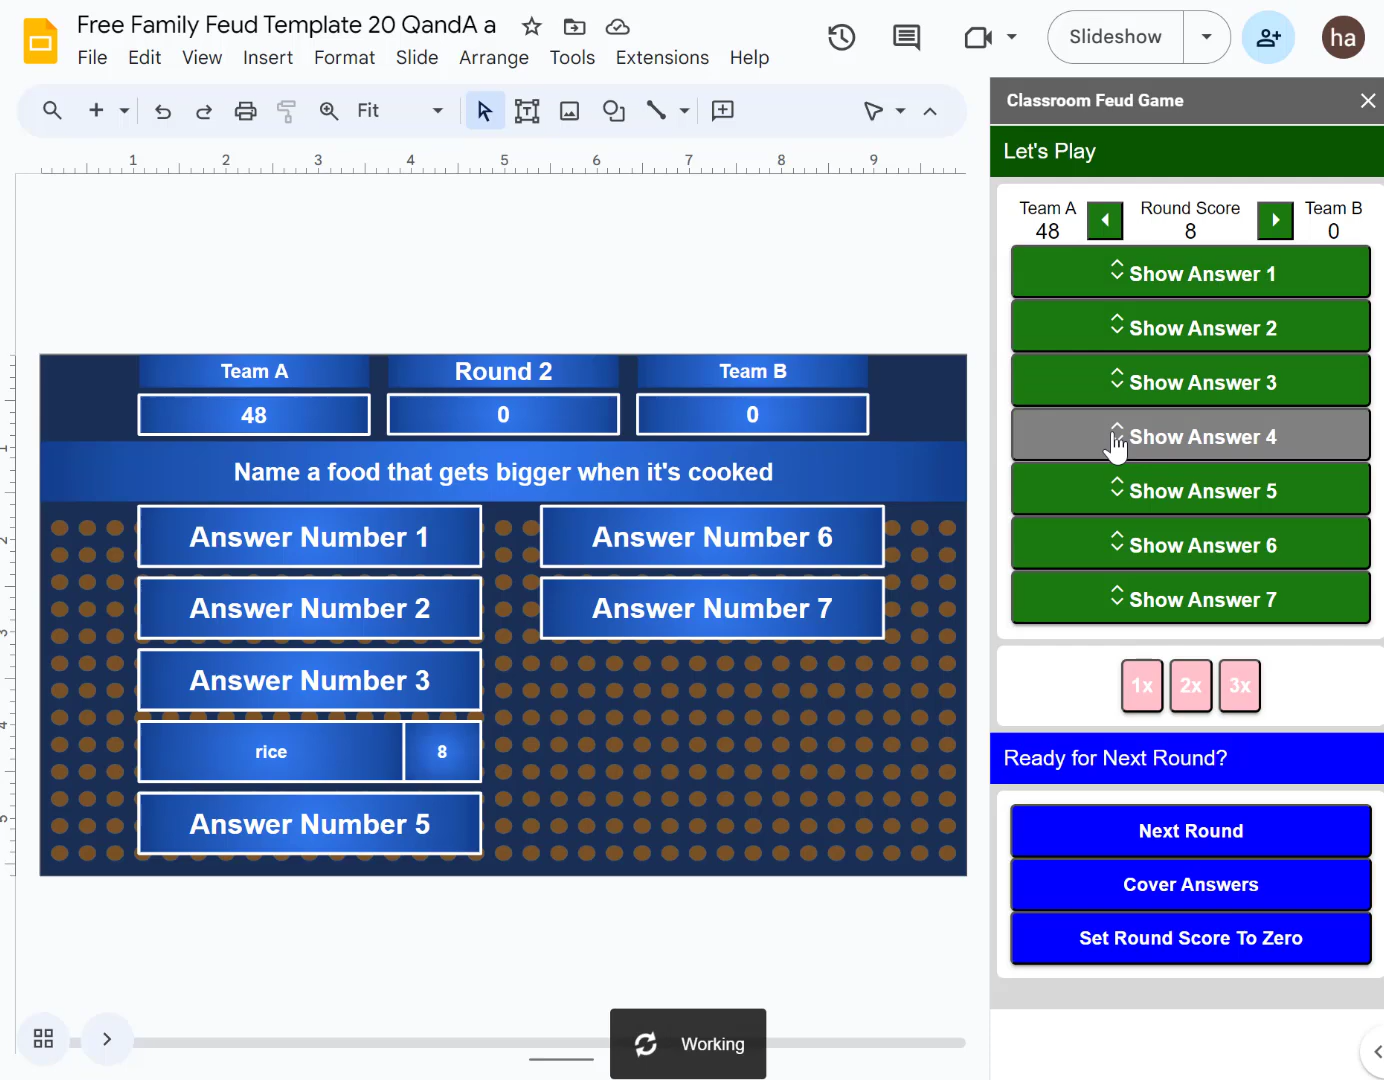 Free Family Feud Template 20 QandA a
File Edit View Insert Format Slide Arrange Tools Extensions Help
Slideshow
ha
Fit
1 2 3 4 5 6 7 8 9
1
2
3
4
5
Team A Round 2 Team B
48 0 0
Name a food that gets bigger when it's cooked
Answer Number 1
Answer Number 2
Answer Number 3
rice 8
Answer Number 5
Answer Number 6
Answer Number 7
Working
Classroom Feud Game
Let's Play
Team A Round Score Team B
48 8 0
Show Answer 1
Show Answer 2
Show Answer 3
Show Answer 4
Show Answer 5
Show Answer 6
Show Answer 7
1x 2x 3x
Ready for Next Round?
Next Round
Cover Answers
Set Round Score To Zero